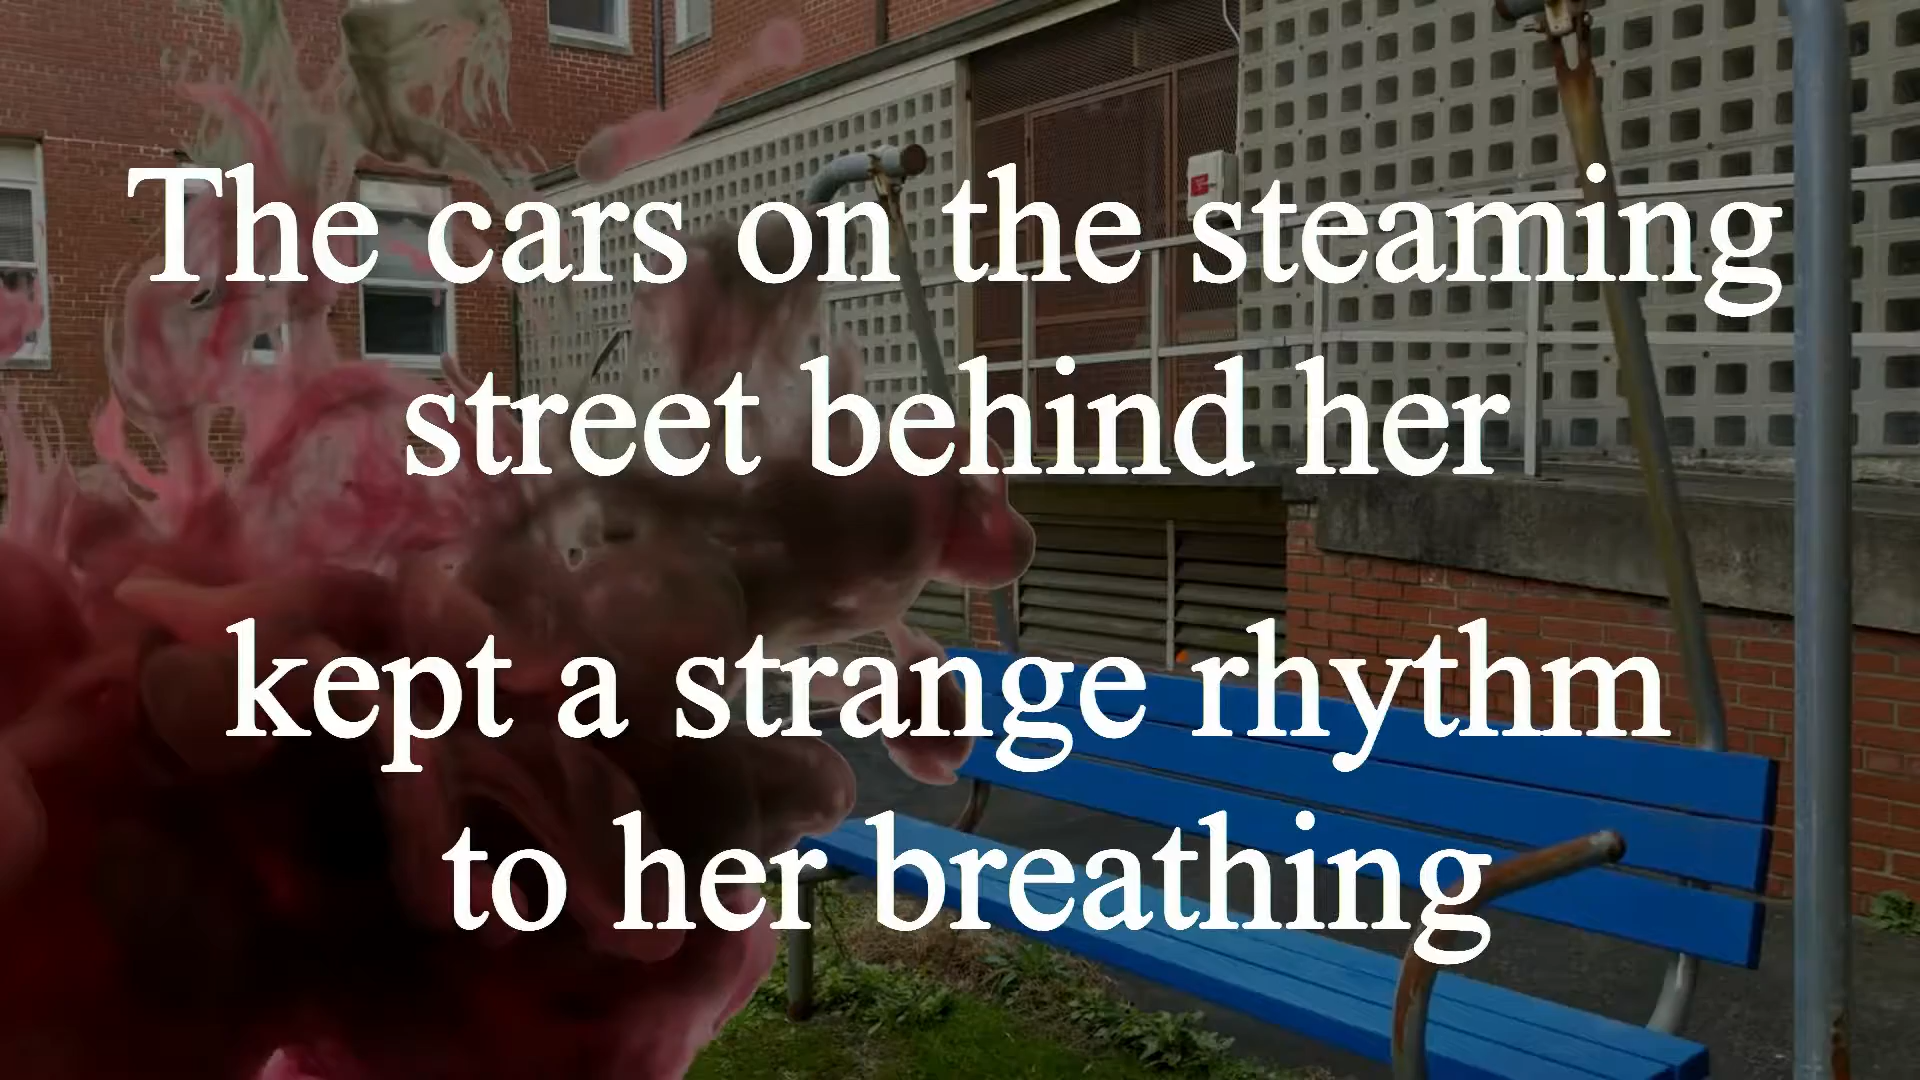 The cars on the steaming
street behind her
kept a strange rhythm
to her breathing